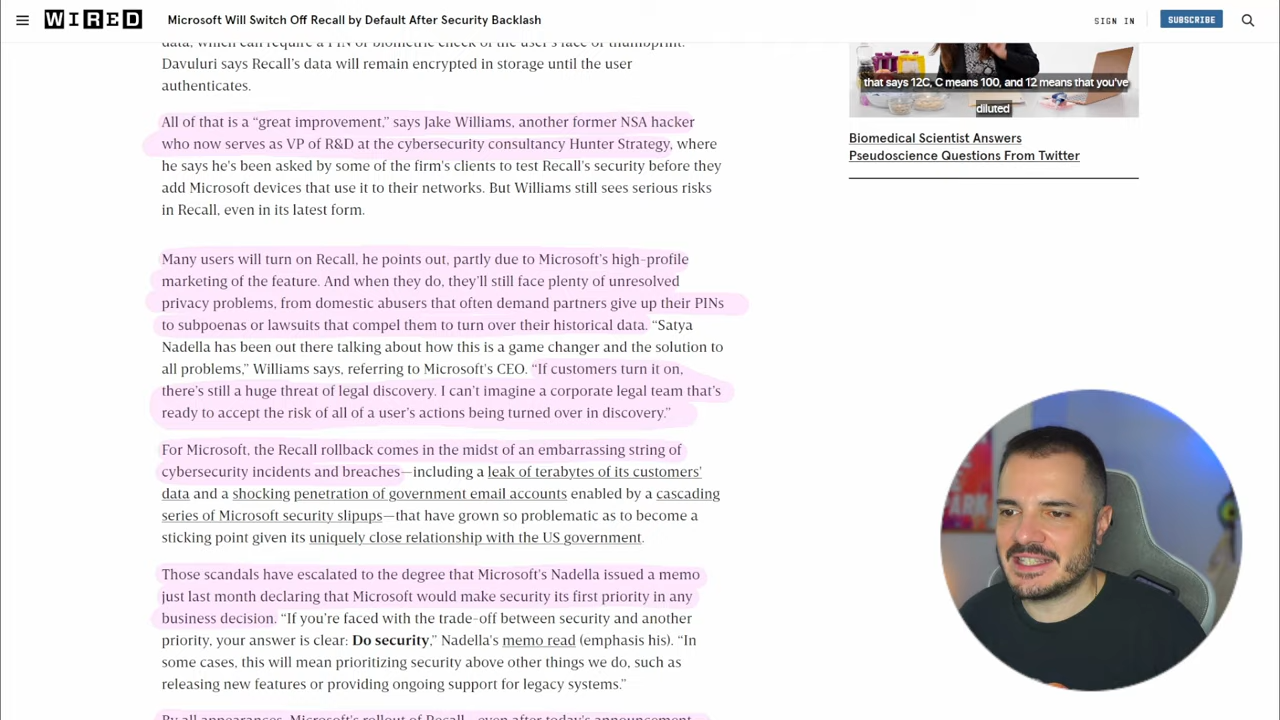 WIRED
Microsoft Will Switch Off Recall by Default After Security Backlash
SIGN IN
SUBSCRIBE
data, which can require a PIN or biometric check of the user's face or thumbprint.
Davuluri says Recall's data will remain encrypted in storage until the user
authenticates.
All of that is a “great improvement,” says Jake Williams, another former NSA hacker
who now serves as VP of R&D at the cybersecurity consultancy Hunter Strategy, where
he says he's been asked by some of the firm's clients to test Recall's security before they
add Microsoft devices that use it to their networks. But Williams still sees serious risks
in Recall, even in its latest form.
Many users will turn on Recall, he points out, partly due to Microsoft's high-profile
marketing of the feature. And when they do, they'll still face plenty of unresolved
privacy problems, from domestic abusers that often demand partners give up their PINs
to subpoenas or lawsuits that compel them to turn over their historical data. “Satya
Nadella has been out there talking about how this is a game changer and the solution to
all problems,” Williams says, referring to Microsoft's CEO. “If customers turn it on,
there's still a huge threat of legal discovery. I can't imagine a corporate legal team that's
ready to accept the risk of all of a user's actions being turned over in discovery.”
For Microsoft, the Recall rollback comes in the midst of an embarrassing string of
cybersecurity incidents and breaches—including a leak of terabytes of its customers'
data and a shocking penetration of government email accounts enabled by a cascading
series of Microsoft security slipups—that have grown so problematic as to become a
sticking point given its uniquely close relationship with the US government.
Those scandals have escalated to the degree that Microsoft's Nadella issued a memo
just last month declaring that Microsoft would make security its first priority in any
business decision. “If you're faced with the trade-off between security and another
priority, your answer is clear: Do security,” Nadella's memo read (emphasis his). “In
some cases, this will mean prioritizing security above other things we do, such as
releasing new features or providing ongoing support for legacy systems.”
By all appearances, Microsoft's rollout of Recall—even after today's announcement
that says 12C, C means 100, and 12 means that you've
diluted
Biomedical Scientist Answers
Pseudoscience Questions From Twitter